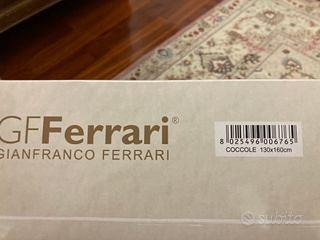 GFFerrari®
GIANFRANCO FERRARI
8 025496 006765
COCCOLE 130x160cm
subito